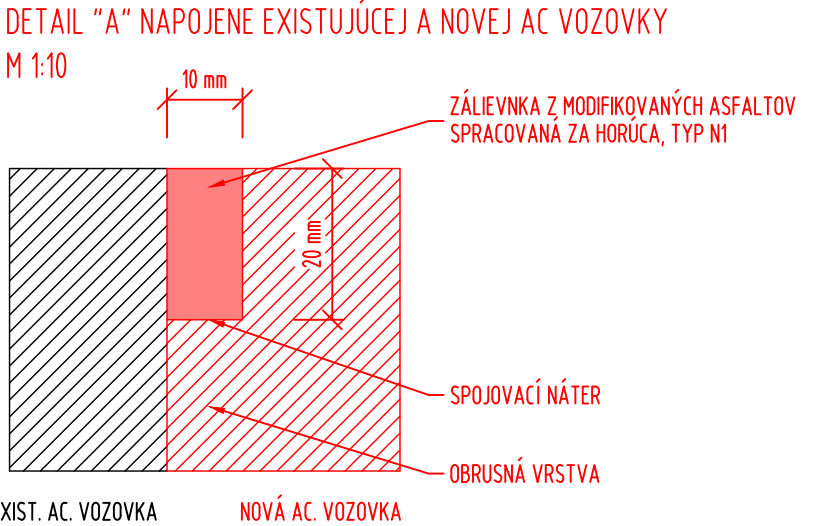 DETAIL "A" NAPOJENE EXISTUJÚCEJ A NOVEJ AC VOZOVKY
M 1:10
10 mm
ZÁLIEVNKA Z MODIFIKOVANÝCH ASFALTOV
SPRACOVANÁ ZA HORÚCA, TYP N1
20 mm
SPOJOVACÍ NÁTER
OBRUSNÁ VRSTVA
XIST. AC. VOZOVKA
NOVÁ AC. VOZOVKA